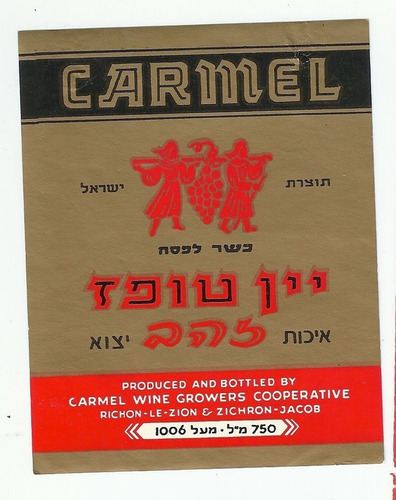 CARMEL
תוצרת ישראל
כשר לפסח
יין טופז
איכות זהב יצוא
PRODUCED AND BOTTLED BY
CARMEL WINE GROWERS COOPERATIVE
RICHON-LE-ZION & ZICHRON-JACOB
750 מ"ל · מעל 1006